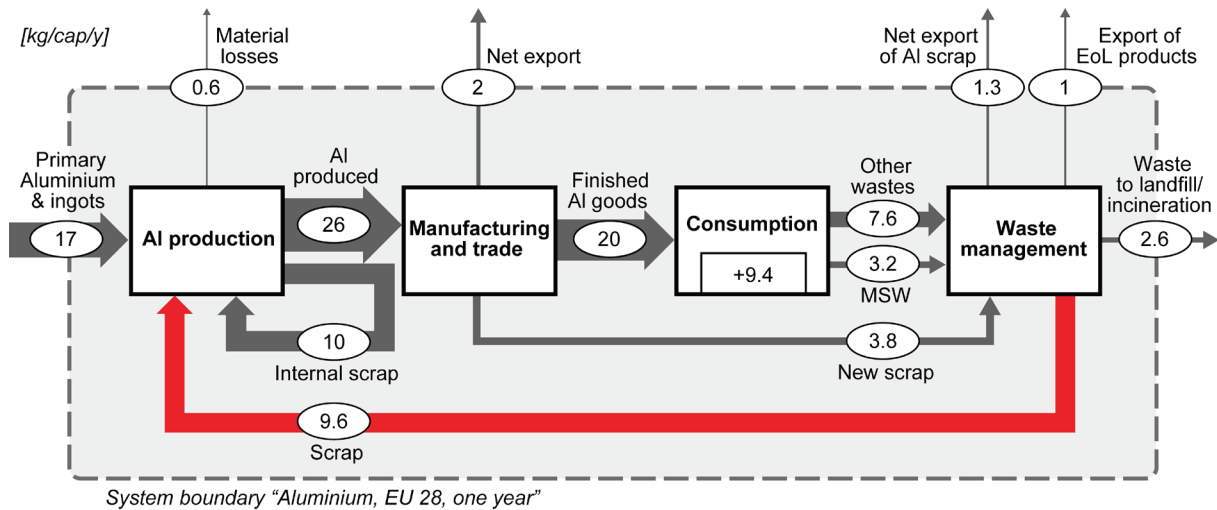 [kg/cap/y]
Material
losses
0.6
Net export
2
Net export
of Al scrap
1.3
Export of
EoL products
1
Primary
Aluminium
& ingots
17
Al production
Al
produced
26
Manufacturing
and trade
Finished
Al goods
20
Consumption
+9.4
Other
wastes
7.6
3.2
MSW
Waste
management
Waste
to landfill/
incineration
2.6
10
Internal scrap
3.8
New scrap
9.6
Scrap
System boundary “Aluminium, EU 28, one year”